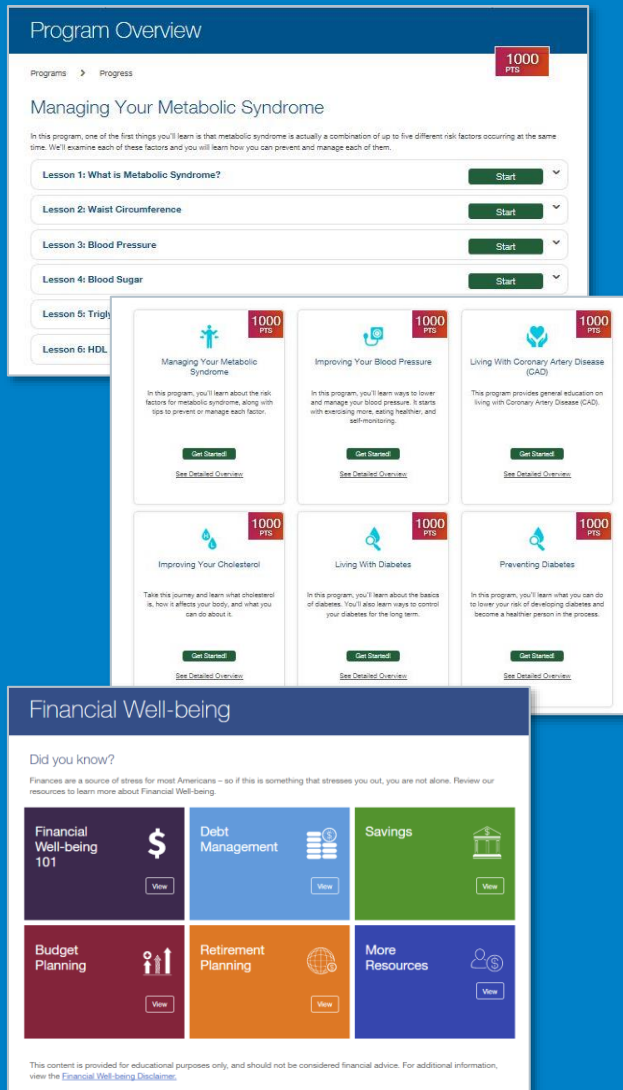 Program Overview
1000
PTS
Programs > Progress
Managing Your Metabolic Syndrome
In this program, one of the first things you'll learn is that metabolic syndrome is actually a combination of up to five different risk factors occurring at the same
time. We'll examine each of these factors and you will learn how you can prevent and manage each of them.
Lesson 1: What is Metabolic Syndrome?
Start
Lesson 2: Waist Circumference
Start
Lesson 3: Blood Pressure
Start
Lesson 4: Blood Sugar
Start
Lesson 5:
Lesson 6: HDL
1000
PTS
Managing Your Metabolic
Syndrome
In this program, you'll learn about the risk
factors for metabolic syndrome, along with
tips to prevent or manage each factor.
Get Started!
See Detailed Overview
1000
PTS
Improving Your Blood Pressure
In this program, you'll learn ways to lower
and manage your blood pressure. It starts
with exercising more, eating healthier, and
self-monitoring.
Get Started!
See Detailed Overview
1000
PTS
Living With Coronary Artery Disease
(CAD)
This program provides general education on
living with Coronary Artery Disease (CAD).
Get Started!
See Detailed Overview
1000
PTS
H
L
Improving Your Cholesterol
Take this journey and learn what cholesterol
is, how it affects your body, and what you
can do about it.
Get Started!
See Detailed Overview
1000
PTS
Living With Diabetes
In this program, you'll learn about the basics
of diabetes. You'll also learn ways to control
your diabetes for the long term.
Get Started!
See Detailed Overview
1000
PTS
Preventing Diabetes
In this program, you'll learn what you can do
to lower your risk of developing diabetes and
become a healthier person in the process.
Get Started!
See Detailed Overview
Financial Well-being
Did you know?
Finances are a source of stress for most Americans – so if this is something that stresses you out, you are not alone. Review our
resources to learn more about Financial Well-being.
Financial
Well-being
101
$
View
Debt
Management
$
View
Savings
$
View
Budget
Planning
View
Retirement
Planning
$
View
More
Resources
$
View
This content is provided for educational purposes only, and should not be considered financial advice. For additional information,
view the Financial Well-being Disclaimer.